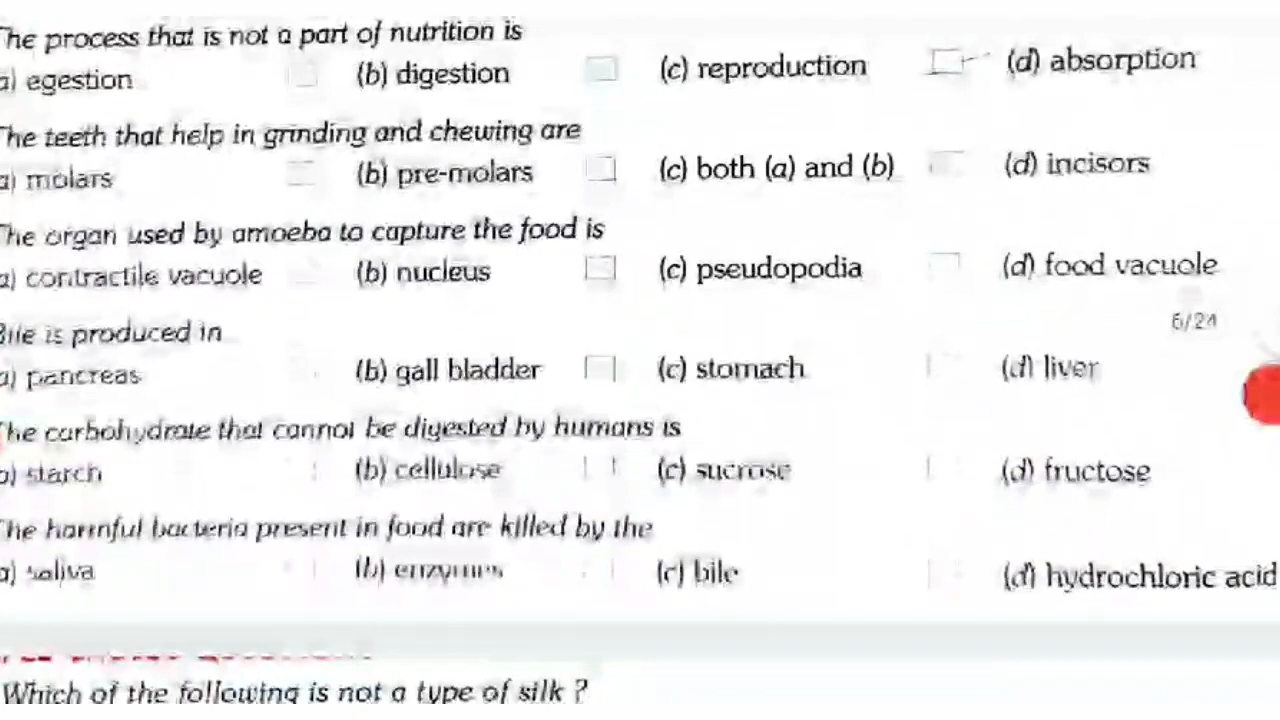 The process that is not a part of nutrition is
a) egestion (b) digestion (c) reproduction (d) absorption
The teeth that help in grinding and chewing are
a) molars (b) pre-molars (c) both (a) and (b) (d) incisors
The organ used by amoeba to capture the food is
a) contractile vacuole (b) nucleus (c) pseudopodia (d) food vacuole
6/24
Bile is produced in
a) pancreas (b) gall bladder (c) stomach (d) liver
The carbohydrate that cannot be digested by humans is
a) starch (b) cellulose (c) sucrose (d) fructose
The harmful bacteria present in food are killed by the
a) saliva (b) enzymes (c) bile (d) hydrochloric acid
Which of the following is not a type of silk ?